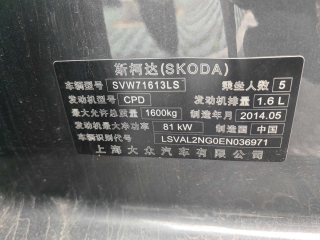 斯柯达(SKODA)
车辆型号 SVW71613LS 乘坐人数 5
发动机型号 CPD 发动机排量 1.6 L
最大允许总质量 1600kg 制造年月 2014.05
发动机最大净功率 81 kW 制造国 中国
车辆识别代号 LSVAL2NG0EN036971
上海大众汽车有限公司